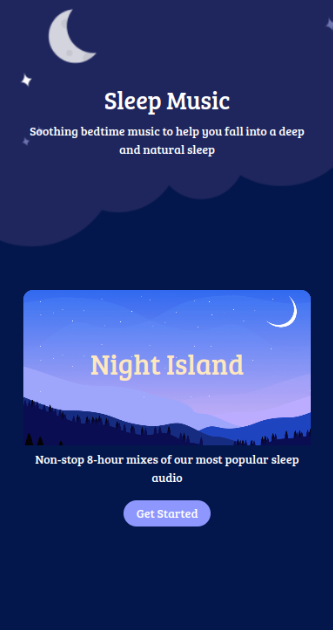 Sleep Music
Soothing bedtime music to help you fall into a deep
and natural sleep
Night Island
Non-stop 8-hour mixes of our most popular sleep
audio
Get Started